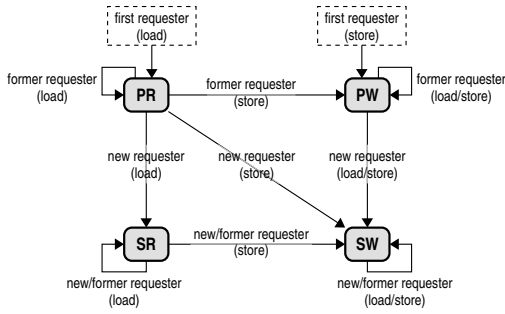 first requester
(load)
first requester
(store)
former requester
(load)
PR
former requester
(store)
PW
former requester
(load/store)
new requester
(load)
new requester
(store)
new requester
(load/store)
SR
new/former requester
(store)
SW
new/former requester
(load)
new/former requester
(load/store)